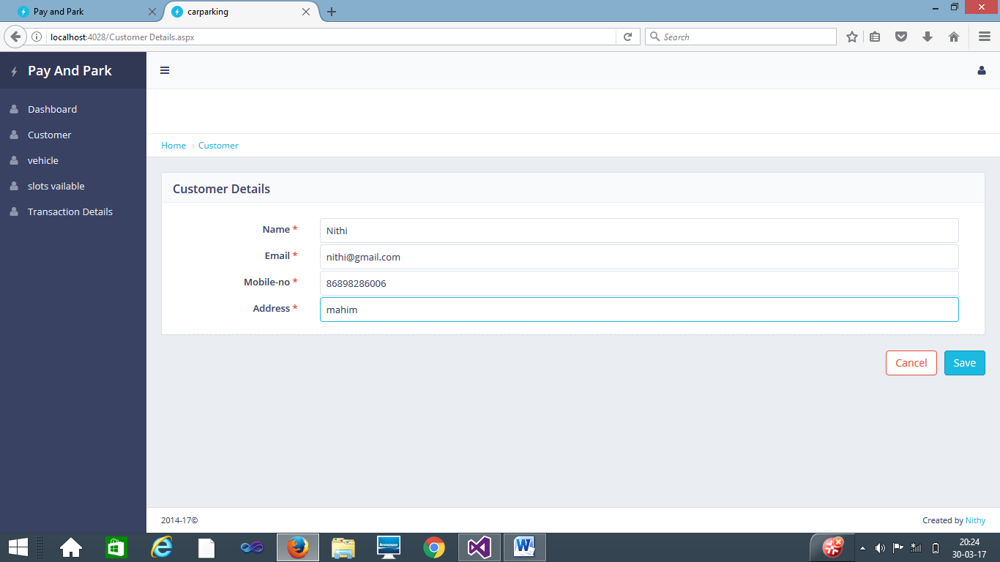 Pay and Park
carparking
localhost:4028/Customer Details.aspx
Search
Pay And Park
Dashboard
Customer
vehicle
slots vailable
Transaction Details
Home › Customer
Customer Details
Name * Nithi
Email * nithi@gmail.com
Mobile-no * 86898286006
Address * mahim
Cancel Save
2014-17© Created by Nithy
lenovo
20:24
30-03-17